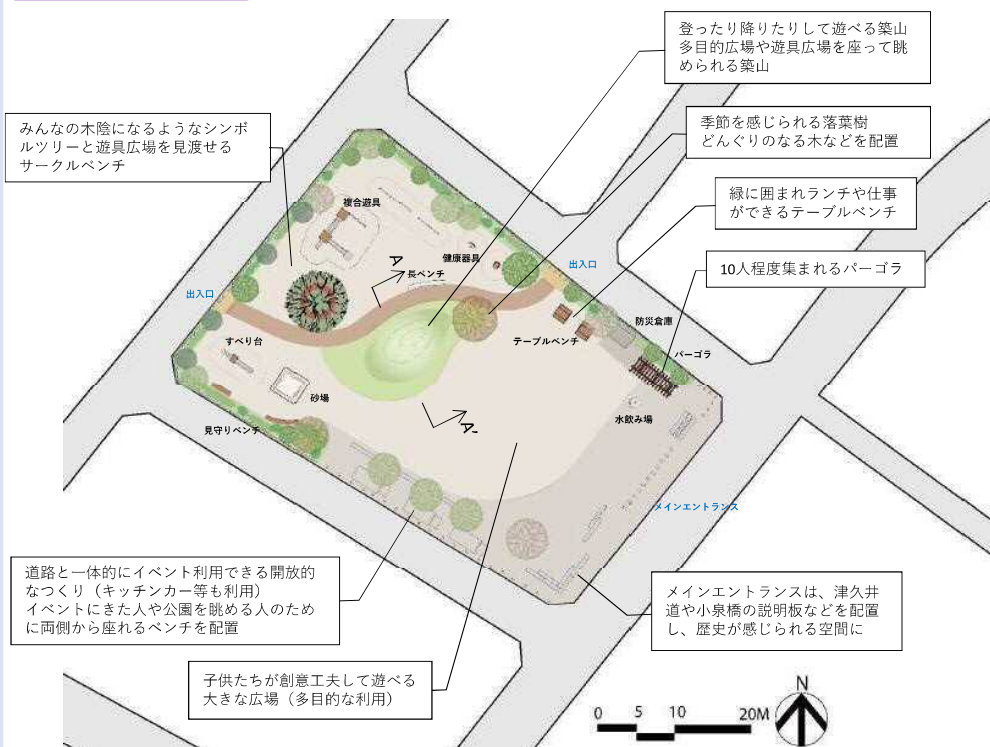 登ったり降りたりして遊べる築山
多目的広場や遊具広場を座って眺
められる築山
みんなの木陰になるようなシンボ
ルツリーと遊具広場を見渡せる
サークルベンチ
季節を感じられる落葉樹
どんぐりのなる木などを配置
緑に囲まれランチや仕事
ができるテーブルベンチ
10人程度集まれるパーゴラ
複合遊具
健康器具
A
長ベンチ
出入口
出入口
防災倉庫
すべり台
テーブルベンチ
パーゴラ
砂場
水飲み場
見守りベンチ
A'
メインエントランス
道路と一体的にイベント利用できる開放的
なつくり（キッチンカー等も利用）
イベントにきた人や公園を眺める人のため
に両側から座れるベンチを配置
メインエントランスは、津久井
道や小泉橋の説明板などを配置
し、歴史が感じられる空間に
子供たちが創意工夫して遊べる
大きな広場（多目的な利用）
N
0 5 10 20M